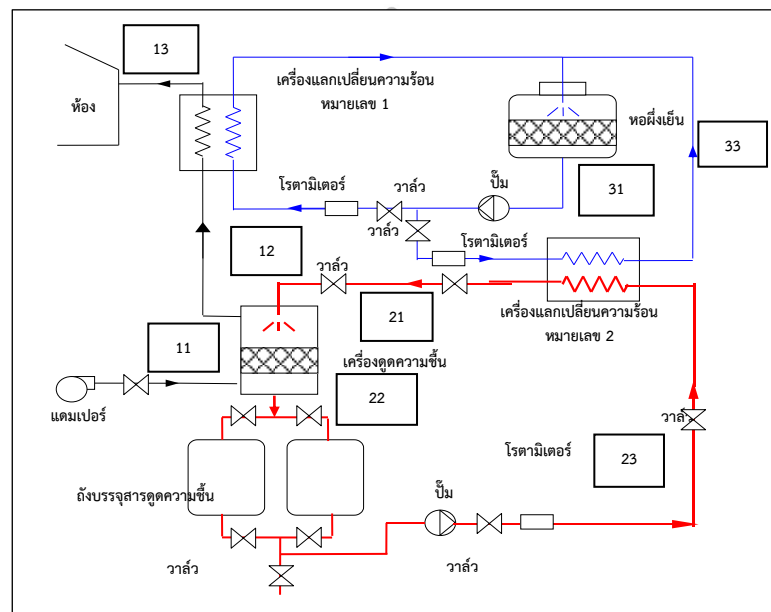 13
เครื่องแลกเปลี่ยนความร้อน
หมายเลข 1
ห้อง
หอผึ่งเย็น
33
โรตามิเตอร์
วาล์ว
ปั๊ม
31
วาล์ว
โรตามิเตอร์
12
วาล์ว
21
เครื่องแลกเปลี่ยนความร้อน
หมายเลข 2
11
เครื่องดูดความชื้น
22
แดมเปอร์
วาล์ว
โรตามิเตอร์
23
ถังบรรจุสารดูดความชื้น
ปั๊ม
วาล์ว
วาล์ว